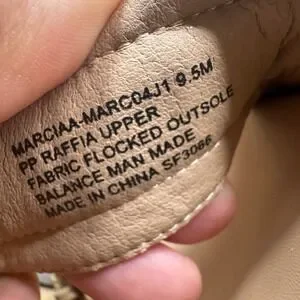 MARCIAA-MARC04J1 9.5M
PP RAFFIA UPPER
FABRIC FLOCKED OUTSOLE
BALANCE MAN MADE
MADE IN CHINA SF3066